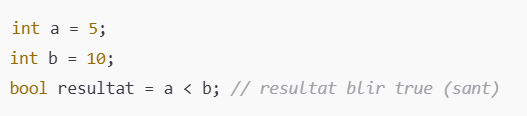 int a = 5;
int b = 10;
bool resultat = a < b; // resultat blir true (sant)